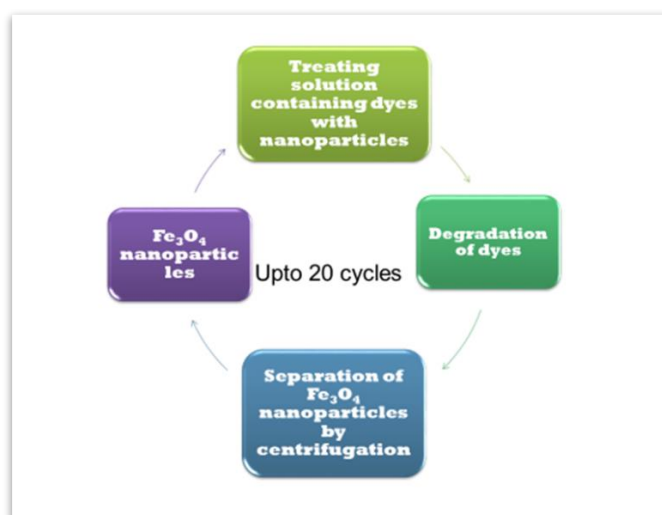 Treating
solution
containing dyes
with
nanoparticles
Degradation
of dyes
Fe₃O₄
nanopartic
les
Upto 20 cycles
Separation of
Fe₃O₄
nanoparticles
by
centrifugation